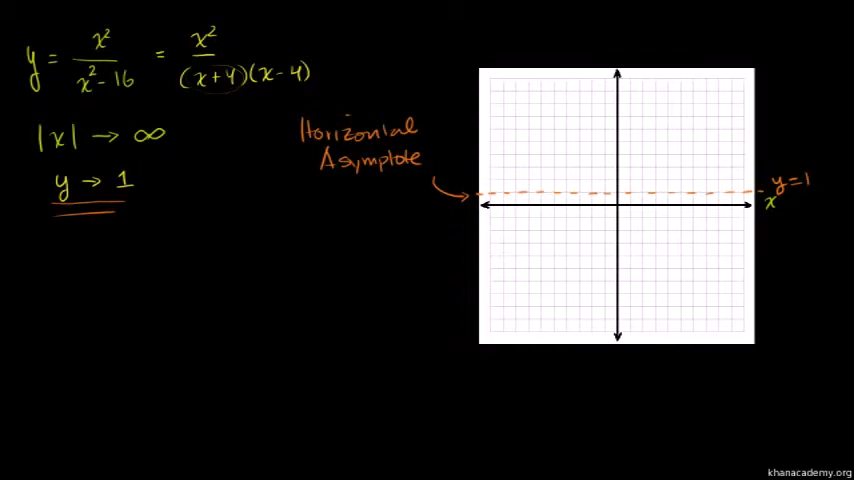 y = x²/(x² - 16) = x²/((x+4)(x-4))
|x| → ∞
y → 1
Horizontal
Asymptote
y=1
x
khanacademy.org